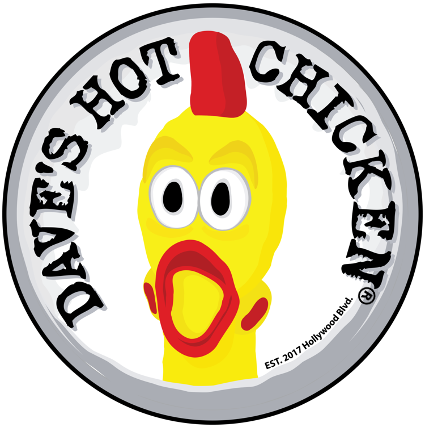 DAVE'S HOT CHICKEN®
EST. 2017 Hollywood Blvd.